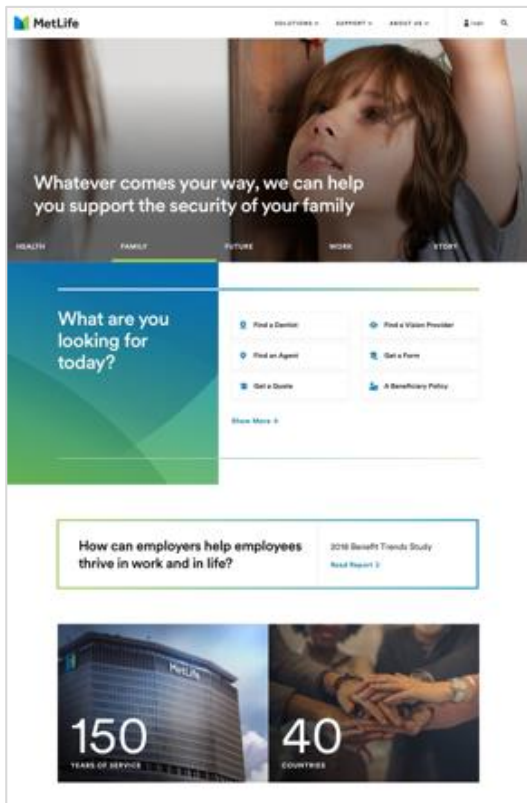 MetLife
SOLUTIONS SUPPORT ABOUT US Login
Whatever comes your way, we can help
you support the security of your family
HEALTH FAMILY FUTURE WORK STORY
What are you
looking for
today?
Find a Dentist
Find a Vision Provider
Find an Agent
Get a Form
Get a Quote
A Beneficiary Policy
Show More
How can employers help employees
thrive in work and in life?
2018 Benefit Trends Study
Read Report
MetLife
150
YEARS OF SERVICE
40
COUNTRIES